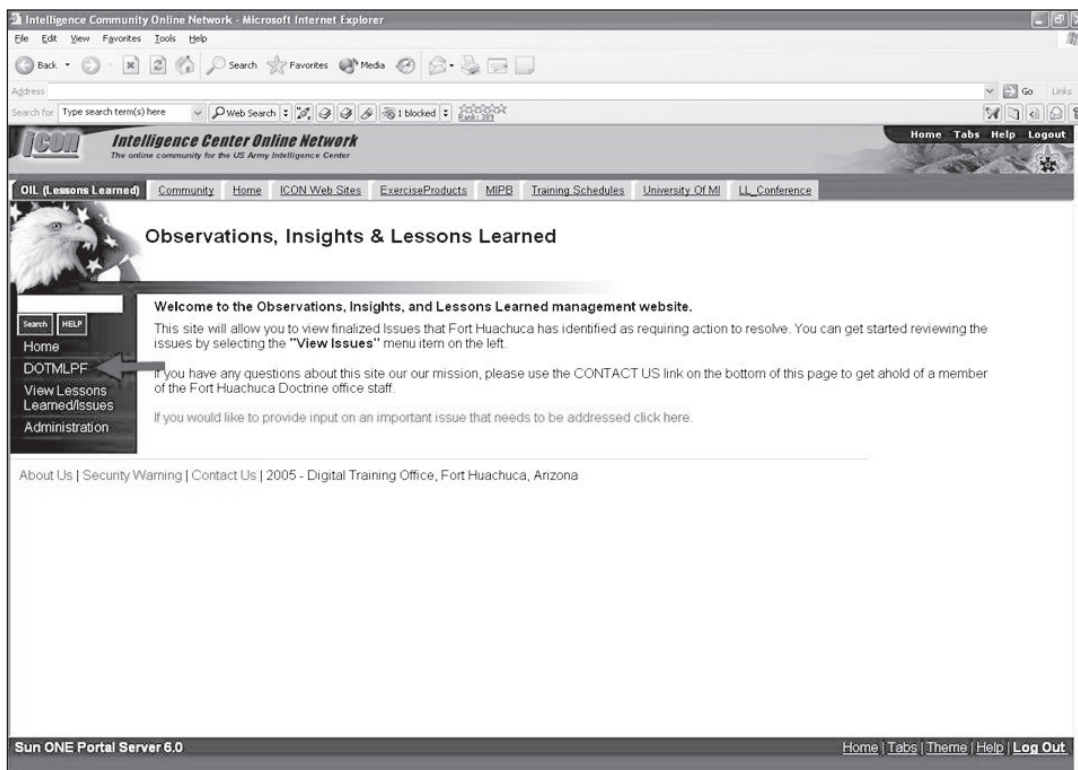 Intelligence Community Online Network - Microsoft Internet Explorer
File Edit View Favorites Tools Help
Back Search Favorites Media
Address Go Links
Search for Type search term(s) here Web Search 1 blocked Rank: 389
icon Intelligence Center Online Network Home Tabs Help Logout
The online community for the US Army Intelligence Center
OIL (Lessons Learned) Community Home ICON Web Sites ExerciseProducts MIPB Training Schedules University Of MI LL_Conference
Observations, Insights & Lessons Learned
Search HELP
Home
DOTMLPF
View Lessons
Learned/Issues
Administration
Welcome to the Observations, Insights, and Lessons Learned management website.
This site will allow you to view finalized Issues that Fort Huachuca has identified as requiring action to resolve. You can get started reviewing the
issues by selecting the "View Issues" menu item on the left.
If you have any questions about this site our our mission, please use the CONTACT US link on the bottom of this page to get ahold of a member
of the Fort Huachuca Doctrine office staff.
If you would like to provide input on an important issue that needs to be addressed click here.
About Us | Security Warning | Contact Us | 2005 - Digital Training Office, Fort Huachuca, Arizona
Sun ONE Portal Server 6.0 Home | Tabs | Theme | Help | Log Out